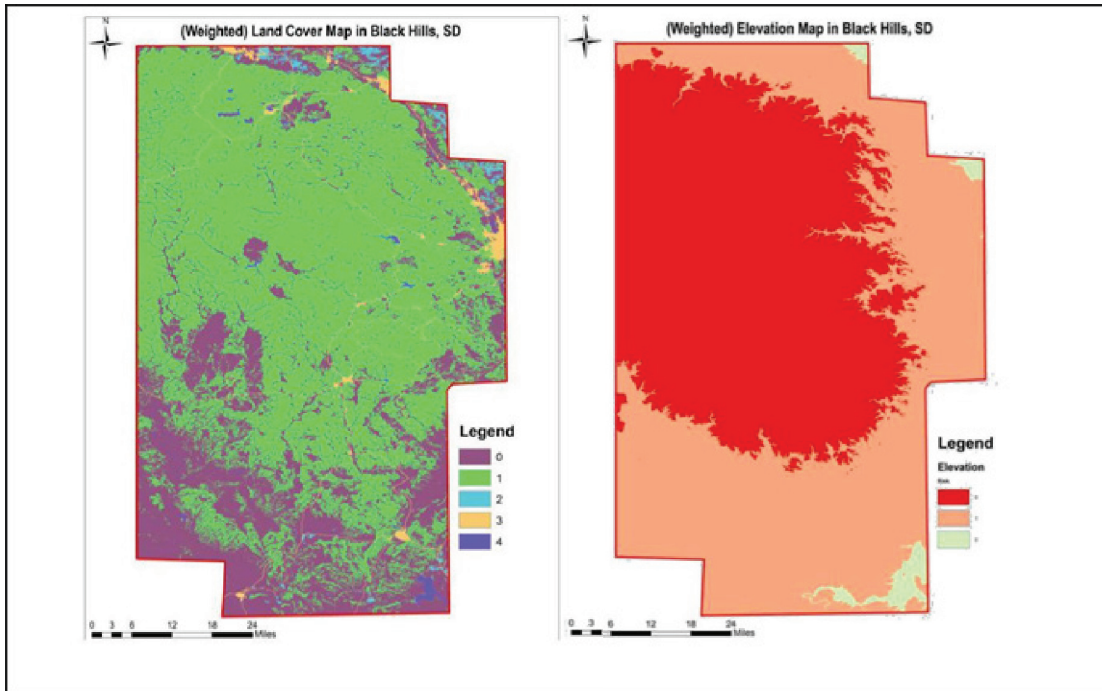 N
(Weighted) Land Cover Map in Black Hills, SD
Legend
0
1
2
3
4
0 3 6 12 18 24
Miles
N
(Weighted) Elevation Map in Black Hills, SD
Legend
Elevation
0 3 6 12 18 24
Miles